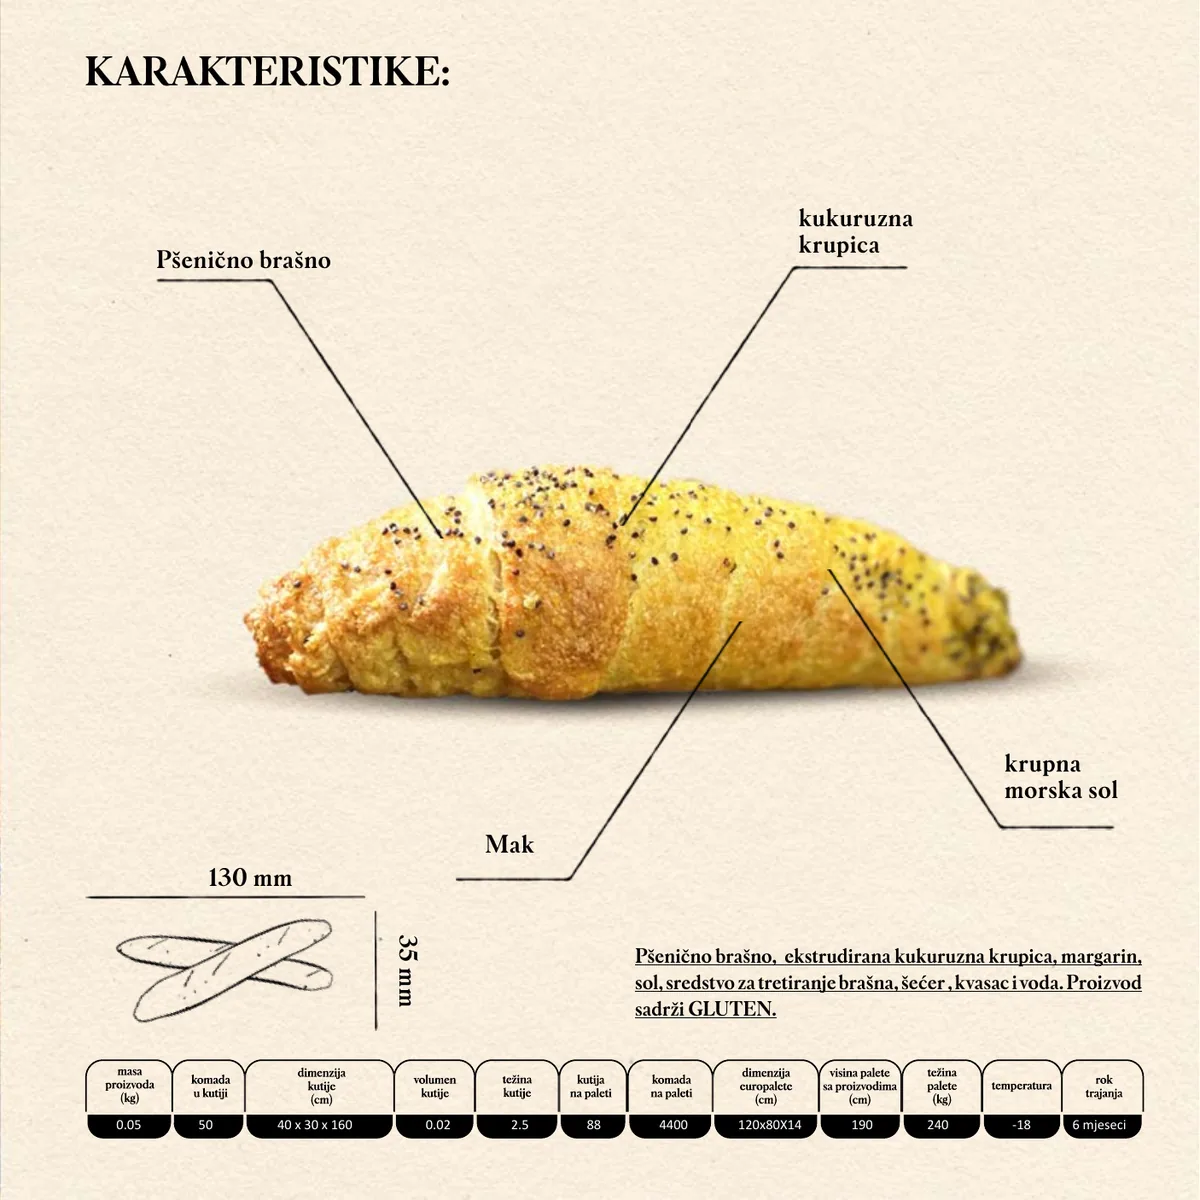 KARAKTERISTIKE:
kukuruzna
krupica
Pšenično brašno
krupna
morska sol
Mak
130 mm
35 mm
Pšenično brašno, ekstrudirana kukuruzna krupica, margarin,
sol, sredstvo za tretiranje brašna, šećer , kvasac i voda. Proizvod
sadrži GLUTEN.
masa
proizvoda
(kg)
0.05
komada
u kutiji
50
dimenzija
kutije
(cm)
40 x 30 x 160
volumen
kutije
0.02
težina
kutije
2.5
kutija
na paleti
88
komada
na paleti
4400
dimenzija
europalete
(cm)
120x80X14
visina palete
sa proizvodima
(cm)
190
težina
palete
(kg)
240
temperatura
-18
rok
trajanja
6 mjeseci